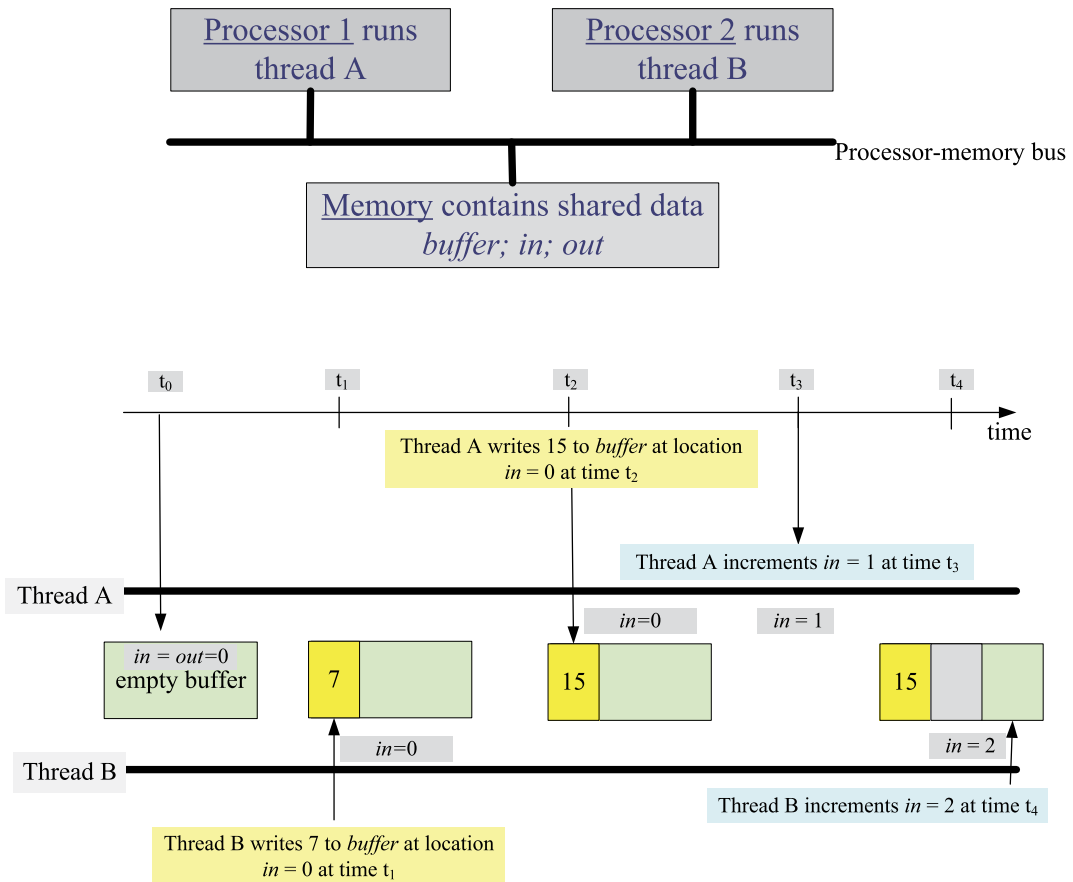 Processor 1 runs
thread A
Processor 2 runs
thread B
Processor-memory bus
Memory contains shared data
buffer; in; out
t0
t1
t2
t3
t4
time
Thread A writes 15 to buffer at location
in = 0 at time t2
Thread A increments in = 1 at time t3
Thread A
in=0
in = 1
in = out=0
empty buffer
7
15
15
in=0
in = 2
Thread B
Thread B increments in = 2 at time t4
Thread B writes 7 to buffer at location
in = 0 at time t1